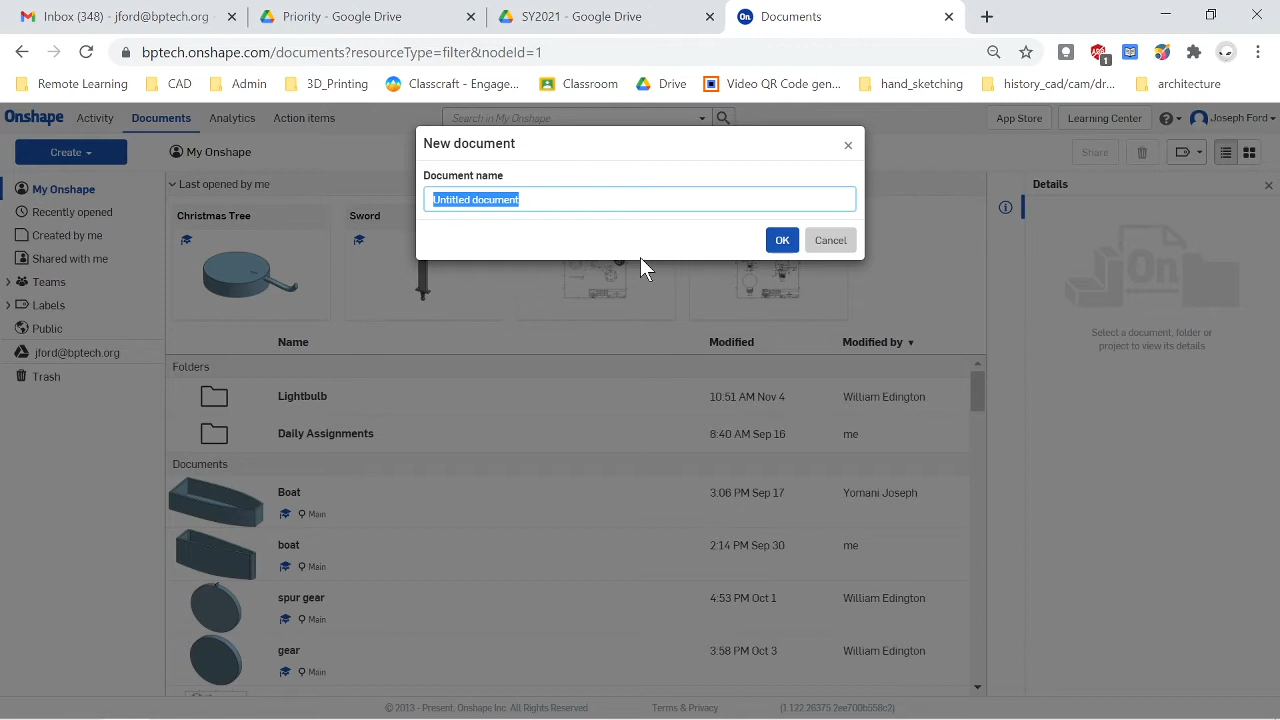 Inbox (348) - jford@bptech.org
Priority - Google Drive
SY2021 - Google Drive
On
Documents
bptech.onshape.com/documents?resourceType=filter&nodeId=1
1
Remote Learning
CAD
Admin
3D_Printing
Classcraft - Engage...
Classroom
Drive
Video QR Code gen...
hand_sketching
history_cad/cam/dr...
architecture
Onshape
Activity
Documents
Analytics
Action items
Search in My Onshape
App Store
Learning Center
Joseph Ford
Create
My Onshape
Share
New document
Document name
Untitled document
OK
Cancel
My Onshape
Recently opened
Created by me
Shared with me
Teams
Labels
Public
jford@bptech.org
Trash
Last opened by me
Christmas Tree
Sword
Details
On
Select a document, folder or
project to view its details
Name
Modified
Modified by
Folders
Lightbulb
10:51 AM Nov 4
William Edington
Daily Assignments
8:40 AM Sep 16
me
Documents
Boat
3:06 PM Sep 17
Yomani Joseph
Main
boat
2:14 PM Sep 30
me
Main
spur gear
4:53 PM Oct 1
William Edington
Main
gear
3:58 PM Oct 3
William Edington
Main
© 2013 - Present, Onshape Inc. All Rights Reserved
Terms & Privacy
(1.122.26375.2ee700b558c2)